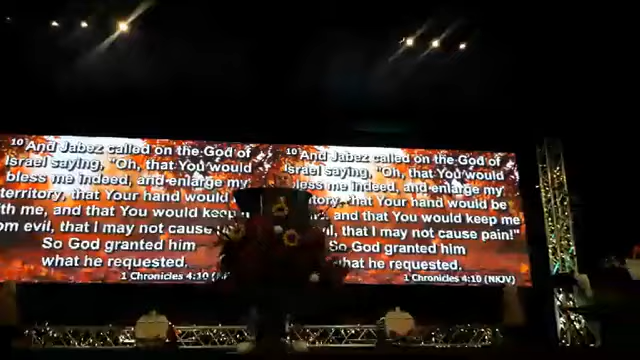 10 And Jabez called on the God of
Israel saying, "Oh, that You would
bless me indeed, and enlarge my
territory, that Your hand would
with me, and that You would keep
evil, that I may not cause
So God granted him
what he requested.
1 Chronicles 4:10
10 And Jabez called on the God of
Israel saying, "Oh, that You would
bless me indeed, and enlarge my
that Your hand would be
and that You would keep me
that I may not cause pain!"
So God granted him
what he requested.
1 Chronicles 4:10 (NKJV)